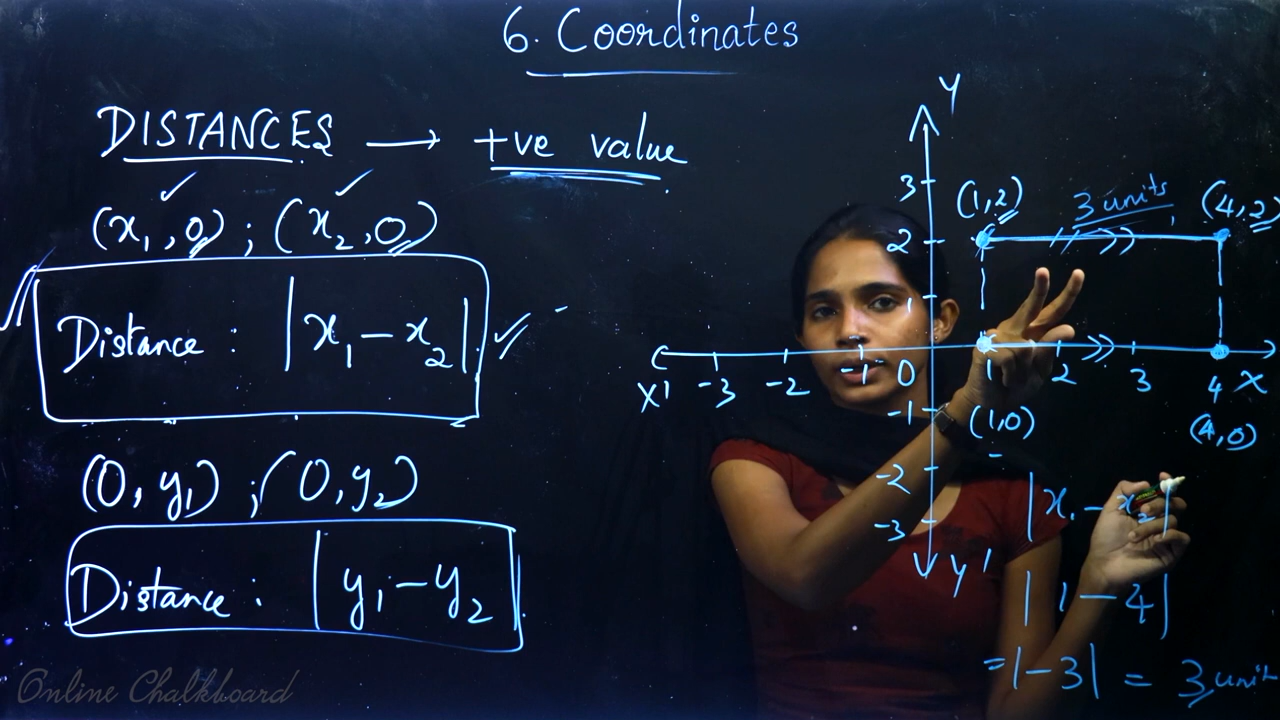 6. Coordinates
DISTANCES → +ve value
(x₁, 0) ; (x₂, 0)
Distance : |x₁ - x₂|
(0, y₁) ; (0, y₂)
Distance : |y₁ - y₂|
Y
3
(1,2)
3 units
(4,2)
2
1
X' -3 -2 -1 0 1 2 3 4 X
-1
(1,0)
(4,0)
-2
-3
Y'
|x₁ - x₂|
|1 - 4|
= |-3| = 3 unit
Online Chalkboard